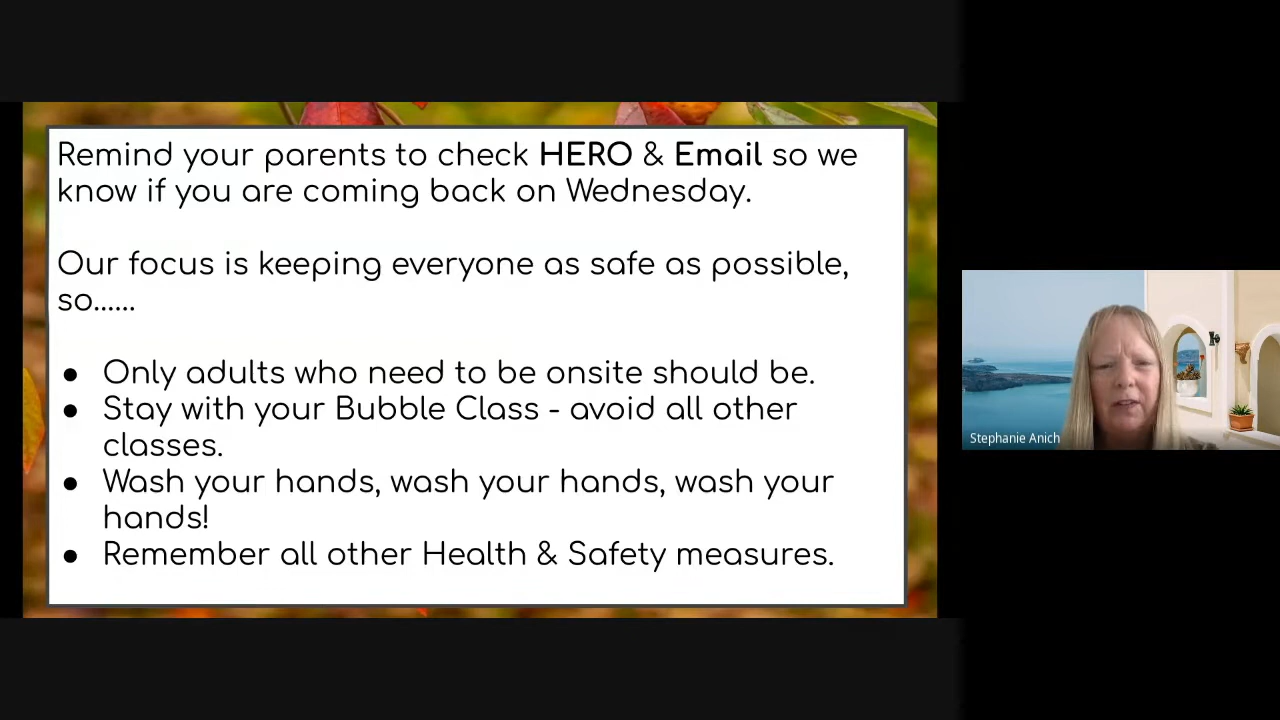 Remind your parents to check HERO & Email so we
know if you are coming back on Wednesday.
Our focus is keeping everyone as safe as possible,
so......
● Only adults who need to be onsite should be.
● Stay with your Bubble Class - avoid all other
classes.
● Wash your hands, wash your hands, wash your
hands!
● Remember all other Health & Safety measures.
Stephanie Anich